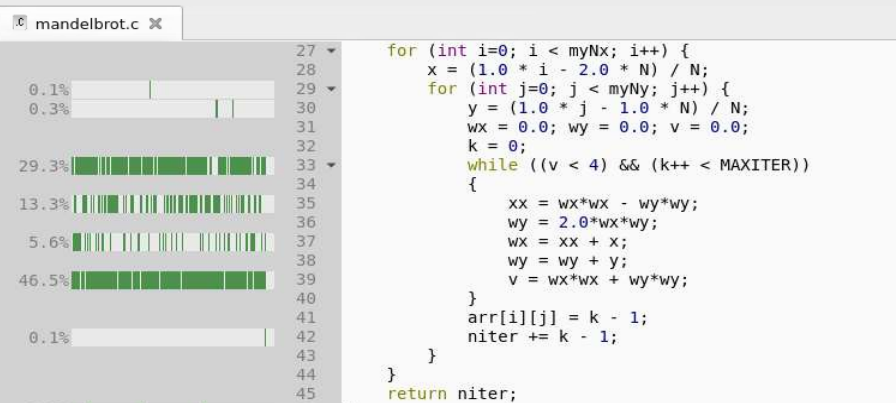 mandelbrot.c
27 for (int i=0; i < myNx; i++) {
28 x = (1.0 * i - 2.0 * N) / N;
0.1% 29 for (int j=0; j < myNy; j++) {
0.3% 30 y = (1.0 * j - 1.0 * N) / N;
31 wx = 0.0; wy = 0.0; v = 0.0;
32 k = 0;
29.3% 33 while ((v < 4) && (k++ < MAXITER))
34 {
13.3% 35 xx = wx*wx - wy*wy;
36 wy = 2.0*wx*wy;
5.6% 37 wx = xx + x;
38 wy = wy + y;
46.5% 39 v = wx*wx + wy*wy;
40 }
41 arr[i][j] = k - 1;
0.1% 42 niter += k - 1;
43 }
44 }
45 return niter;